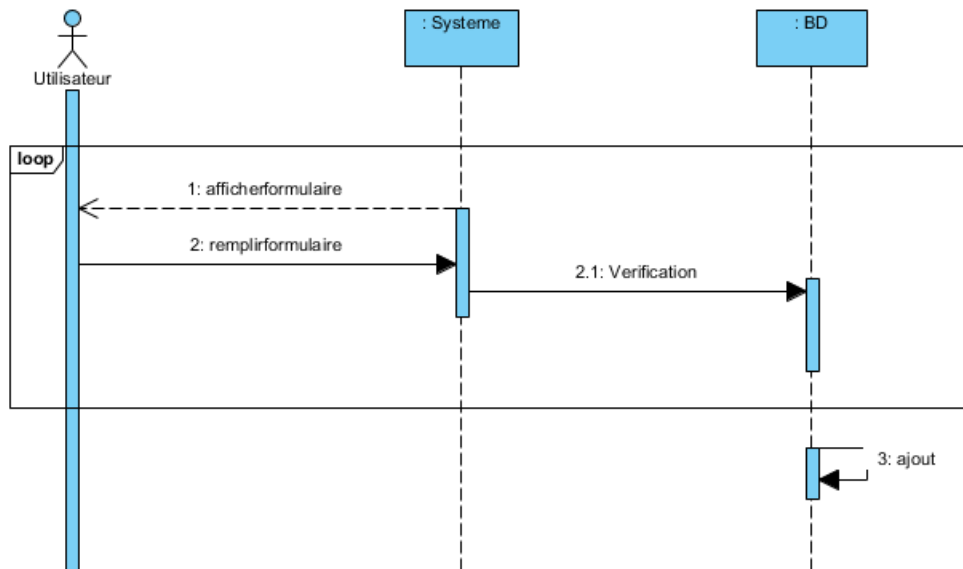 : Systeme
: BD
Utilisateur
loop
1: afficherformulaire
2: remplirformulaire
2.1: Verification
3: ajout